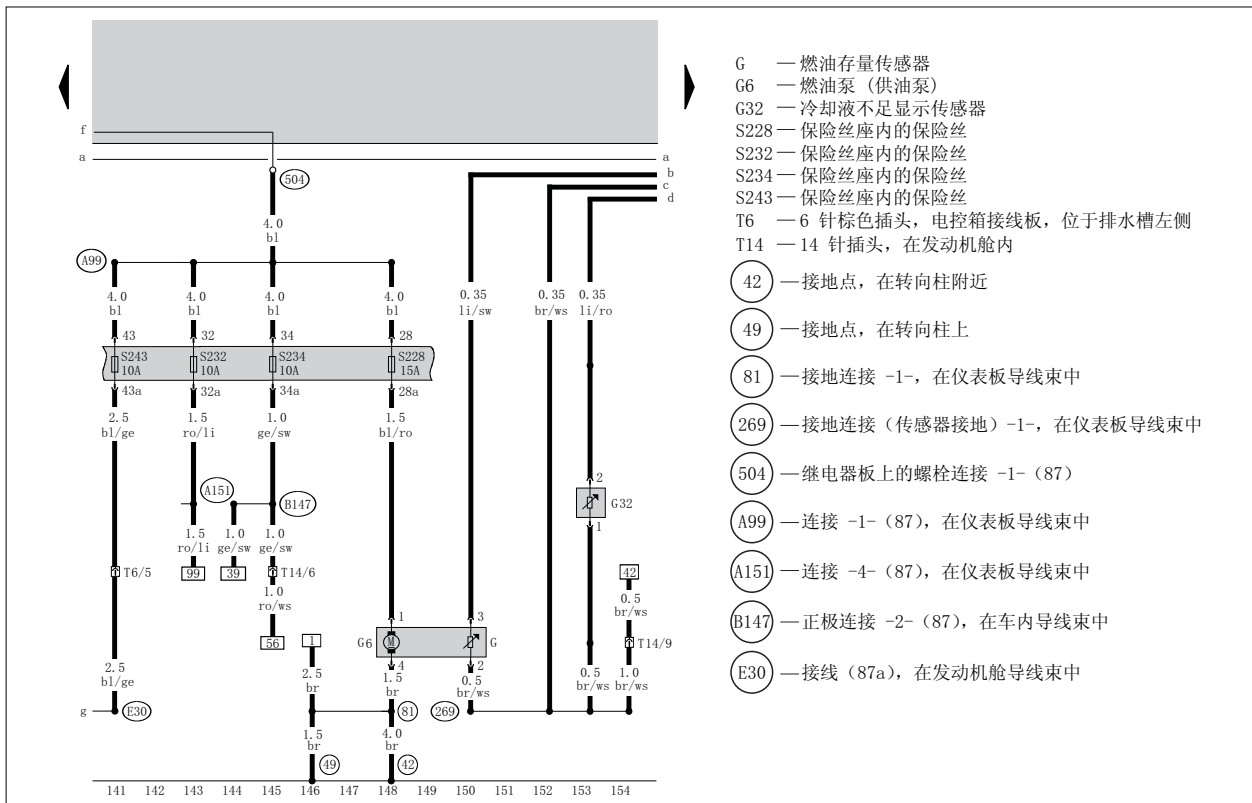 f
a
a
b
c
d
504
4.0
bl
A99
4.0
bl
4.0
bl
4.0
bl
4.0
bl
0.35
li/sw
0.35
br/ws
0.35
li/ro
43
32
34
28
S243
10A
S232
10A
S234
10A
S228
15A
43a
32a
34a
28a
2.5
bl/ge
1.5
ro/li
1.0
ge/sw
1.5
bl/ro
A151
B147
2
G32
1
1.5
ro/li
1.0
ge/sw
1.0
ge/sw
T6/5
99
39
T14/6
42
1.0
ro/ws
0.5
br/ws
56
1
1
3
G6
M
G
T14/9
4
2
2.5
bl/ge
2.5
br
1.5
br
0.5
br/ws
0.5
br/ws
1.0
br/ws
g
E30
81
269
1.5
br
4.0
br
49
42
141 142 143 144 145 146 147 148 149 150 151 152 153 154
G — 燃油存量传感器
G6 — 燃油泵 (供油泵)
G32 — 冷却液不足显示传感器
S228 — 保险丝座内的保险丝
S232 — 保险丝座内的保险丝
S234 — 保险丝座内的保险丝
S243 — 保险丝座内的保险丝
T6 — 6 针棕色插头，电控箱接线板，位于排水槽左侧
T14 — 14 针插头，在发动机舱内
42 — 接地点，在转向柱附近
49 — 接地点，在转向柱上
81 — 接地连接 -1-，在仪表板导线束中
269 — 接地连接（传感器接地）-1-，在仪表板导线束中
504 — 继电器板上的螺栓连接 -1-（87）
A99 — 连接 -1-（87），在仪表板导线束中
A151 — 连接 -4-（87），在仪表板导线束中
B147 — 正极连接 -2-（87），在车内导线束中
E30 — 接线（87a），在发动机舱导线束中